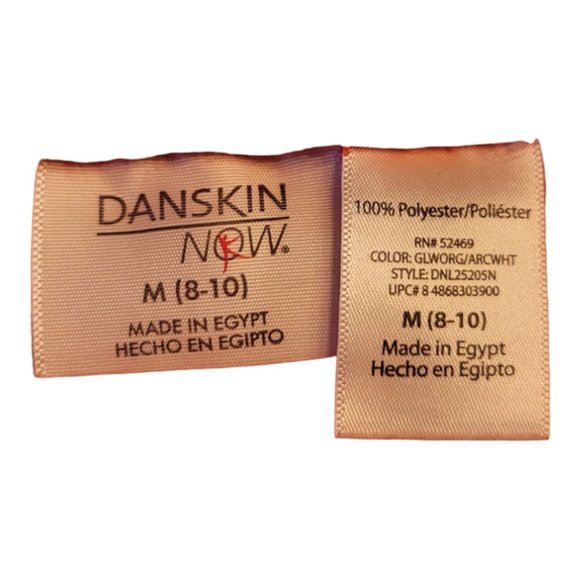 DANSKIN
NOW®
M (8-10)
MADE IN EGYPT
HECHO EN EGIPTO
100% Polyester/Poliéster
RN# 52469
COLOR: GLWORG/ARCWHT
STYLE: DNL25205N
UPC# 8 4868303900
M (8-10)
Made in Egypt
Hecho en Egipto